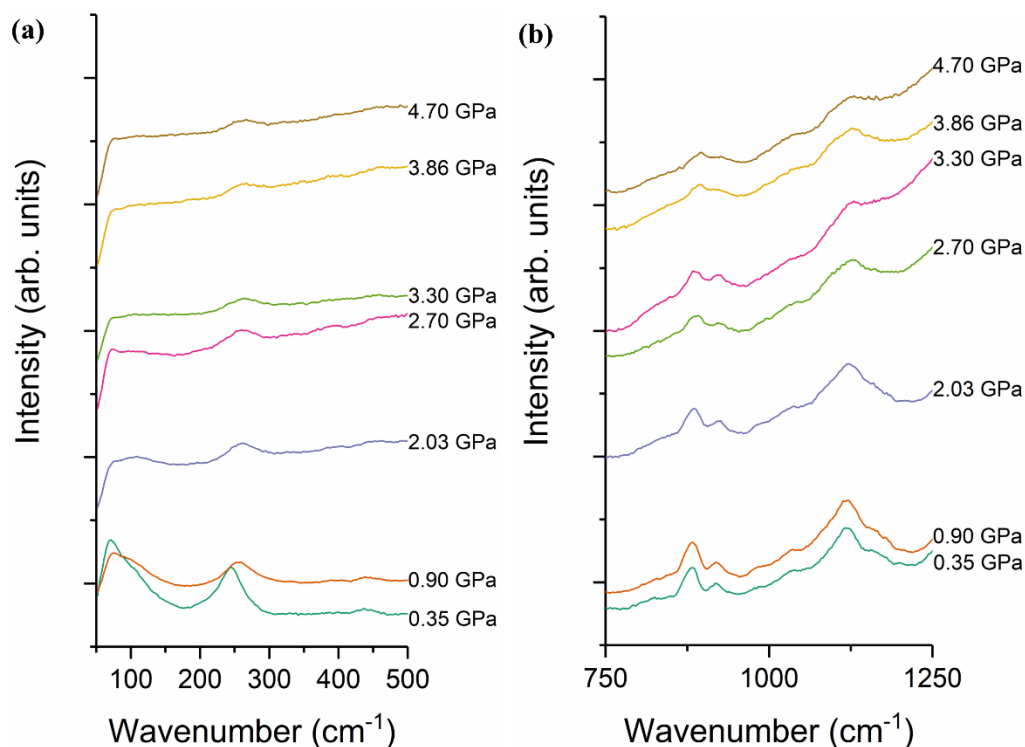 (a)
Intensity (arb. units)
4.70 GPa
3.86 GPa
3.30 GPa
2.70 GPa
2.03 GPa
0.90 GPa
0.35 GPa
100 200 300 400 500
Wavenumber (cm⁻¹)
(b)
Intensity (arb. units)
4.70 GPa
3.86 GPa
3.30 GPa
2.70 GPa
2.03 GPa
0.90 GPa
0.35 GPa
750 1000 1250
Wavenumber (cm⁻¹)